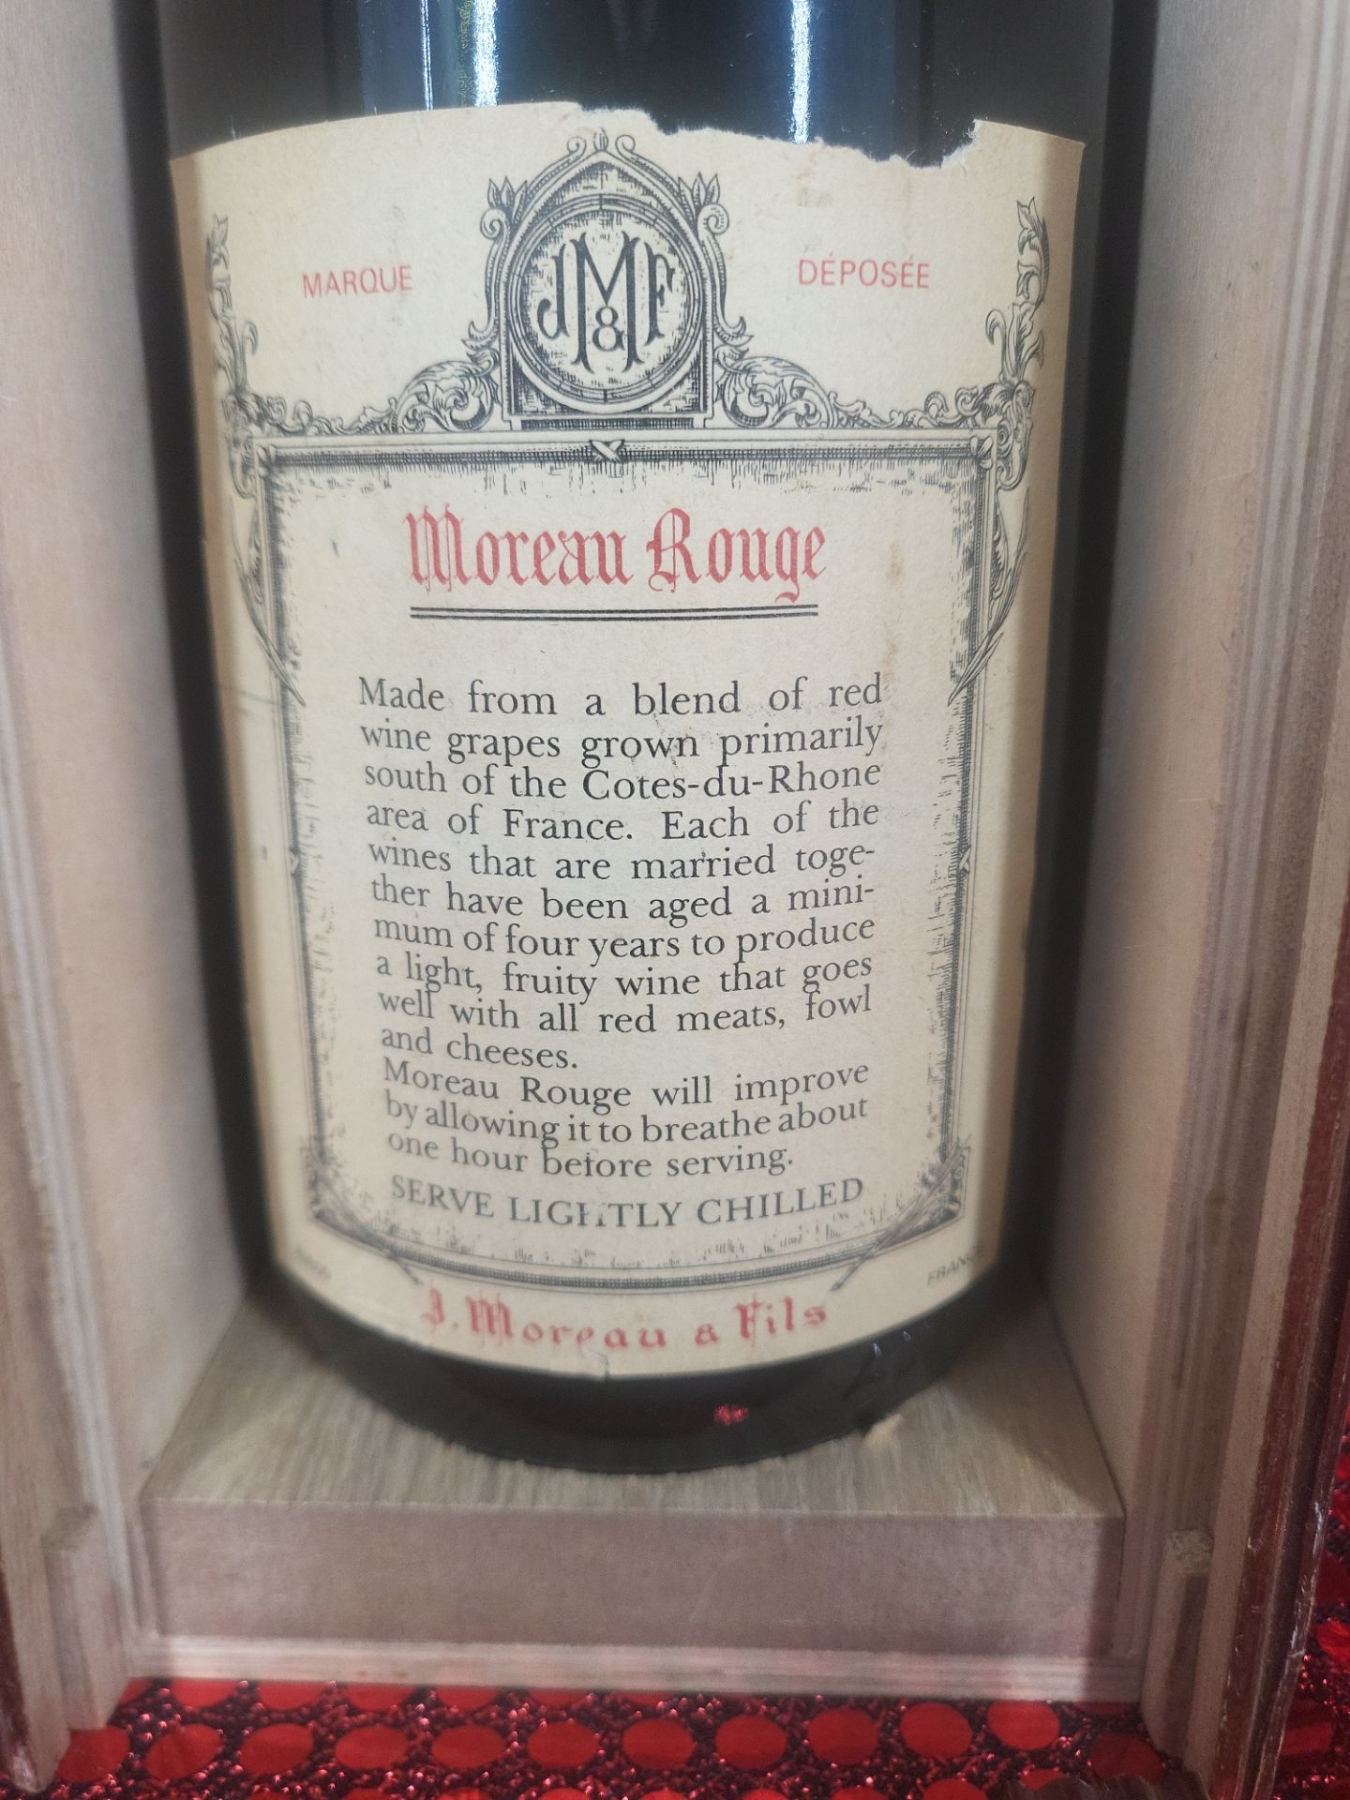 MARQUE
DÉPOSÉE
JM&F
Moreau Rouge
Made from a blend of red
wine grapes grown primarily
south of the Cotes-du-Rhone
area of France. Each of the
wines that are married toge-
ther have been aged a mini-
mum of four years to produce
a light, fruity wine that goes
well with all red meats, fowl
and cheeses.
Moreau Rouge will improve
by allowing it to breathe about
one hour before serving.
SERVE LIGHTLY CHILLED
FRANC
J. Moreau & Fils